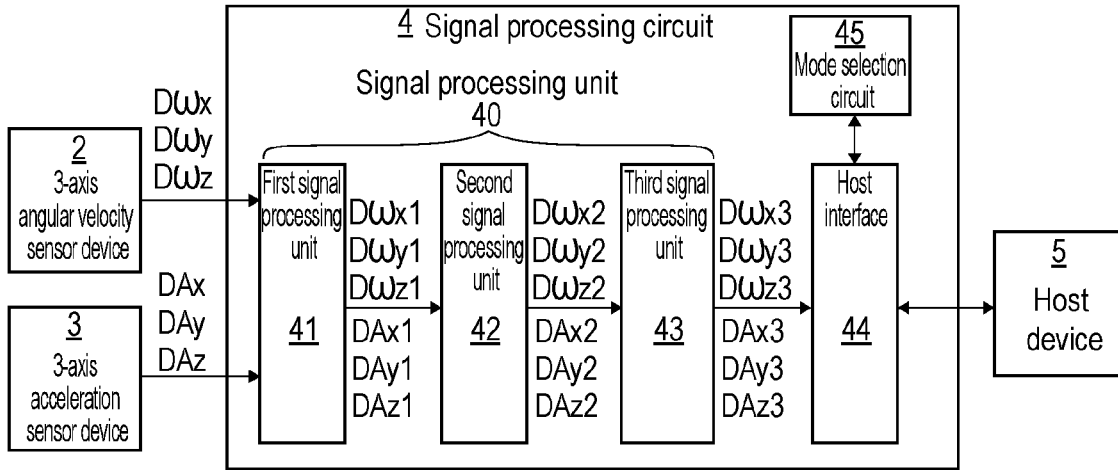 4 Signal processing circuit
Signal processing unit
40
45
Mode selection
circuit
Dωx
Dωy
Dωz
2
3-axis
angular velocity
sensor device
DAx
DAy
DAz
3
3-axis
acceleration
sensor device
First signal
processing
unit
41
Dωx1
Dωy1
Dωz1
DAx1
DAy1
DAz1
Second
signal
processing
unit
42
Dωx2
Dωy2
Dωz2
DAx2
DAy2
DAz2
Third signal
processing
unit
43
Dωx3
Dωy3
Dωz3
DAx3
DAy3
DAz3
Host
interface
44
5
Host
device